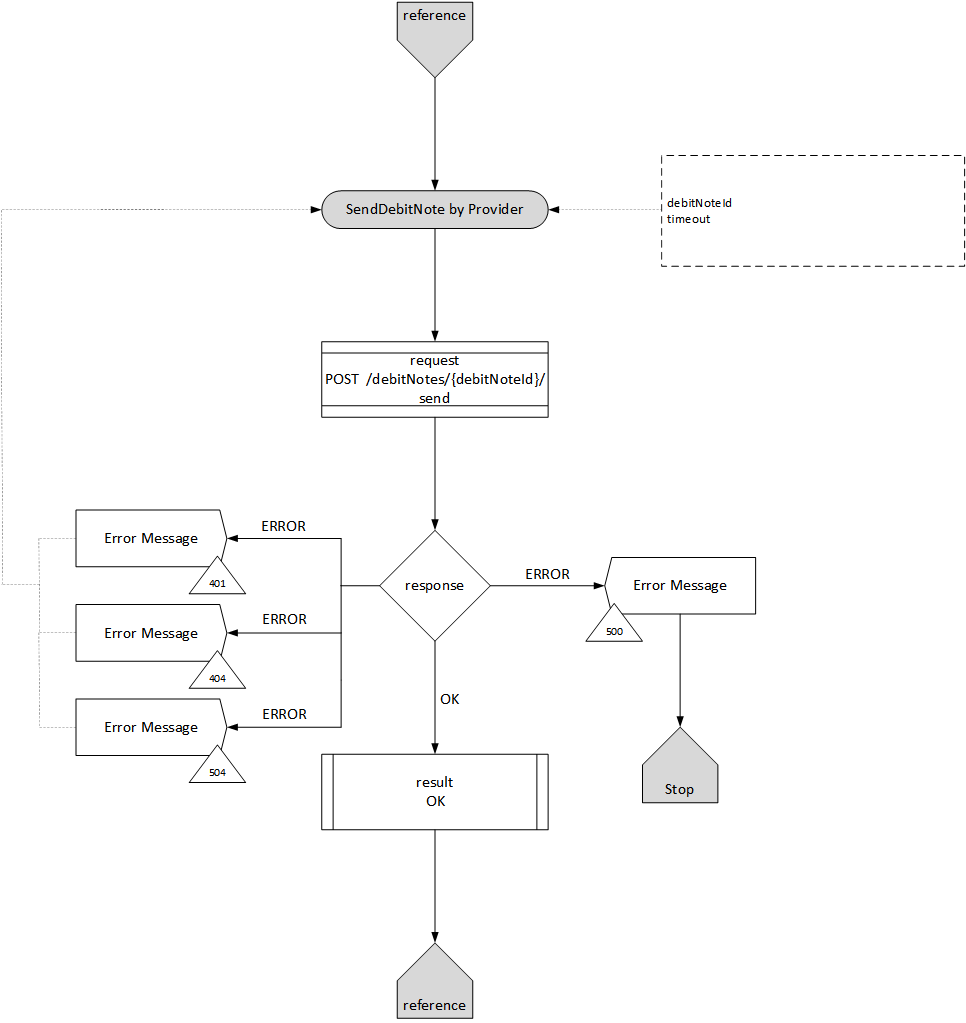 reference
SendDebitNote by Provider
debitNoteId
timeout
request
POST /debitNotes/{debitNoteId}/
send
ERROR
Error Message
401
response
ERROR
Error Message
500
ERROR
Error Message
404
OK
ERROR
Error Message
504
result
OK
Stop
reference